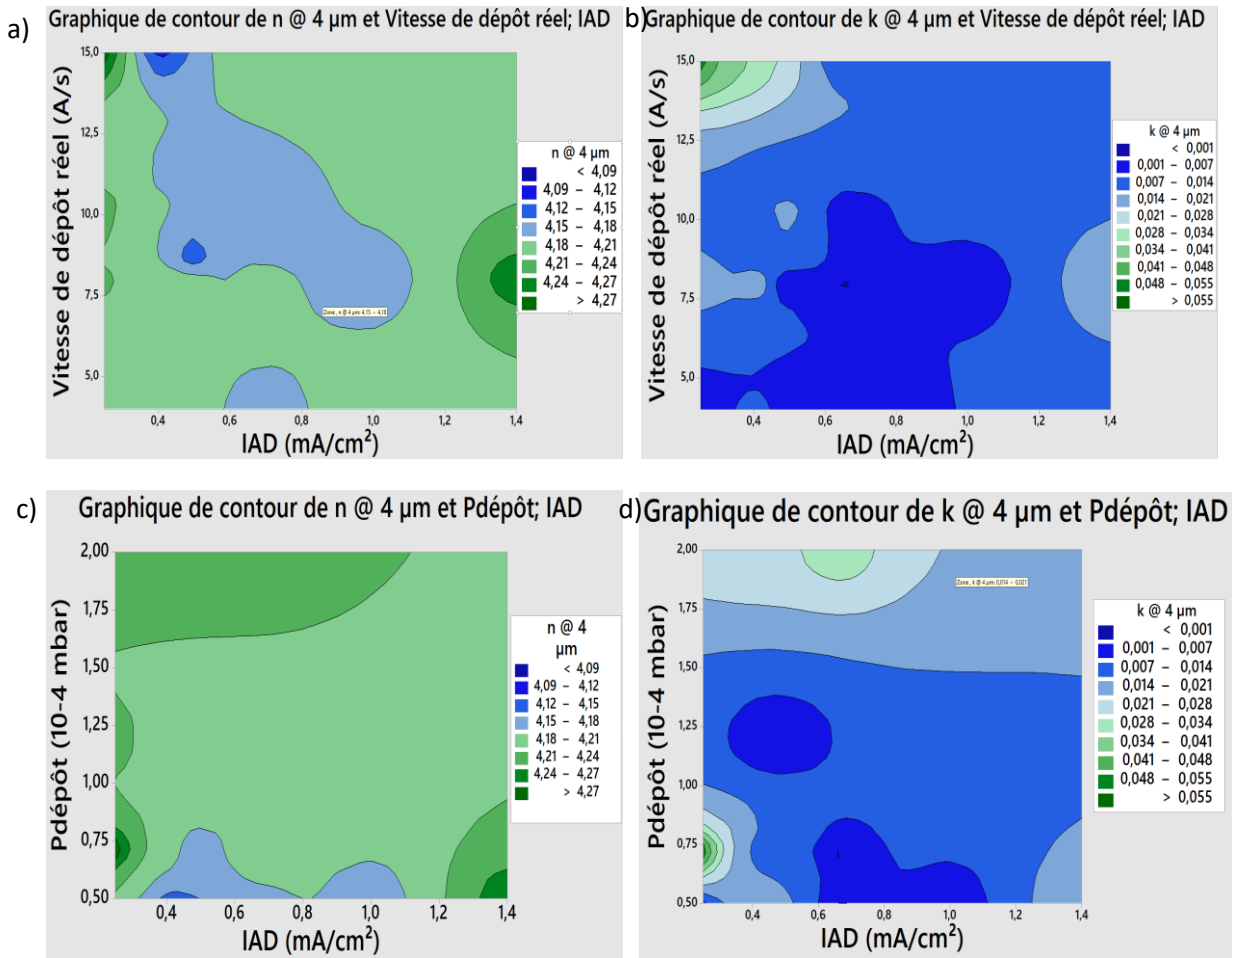 a)
Graphique de contour de n @ 4 µm et Vitesse de dépôt réel; IAD
Vitesse de dépôt réel (A/s)
15,0
12,5
10,0
7,5
5,0
0,4 0,6 0,8 1,0 1,2 1,4
IAD (mA/cm²)
Zone , n @ 4 µm: 4,15 – 4,18
n @ 4 µm
< 4,09
4,09 – 4,12
4,12 – 4,15
4,15 – 4,18
4,18 – 4,21
4,21 – 4,24
4,24 – 4,27
> 4,27
b)
Graphique de contour de k @ 4 µm et Vitesse de dépôt réel; IAD
Vitesse de dépôt réel (A/s)
15,0
12,5
10,0
7,5
5,0
0,4 0,6 0,8 1,0 1,2 1,4
IAD (mA/cm²)
k @ 4 µm
< 0,001
0,001 – 0,007
0,007 – 0,014
0,014 – 0,021
0,021 – 0,028
0,028 – 0,034
0,034 – 0,041
0,041 – 0,048
0,048 – 0,055
> 0,055
c)
Graphique de contour de n @ 4 µm et Pdépôt; IAD
Pdépôt (10-4 mbar)
2,00
1,75
1,50
1,25
1,00
0,75
0,50
0,4 0,6 0,8 1,0 1,2 1,4
IAD (mA/cm²)
n @ 4
µm
< 4,09
4,09 – 4,12
4,12 – 4,15
4,15 – 4,18
4,18 – 4,21
4,21 – 4,24
4,24 – 4,27
> 4,27
d)
Graphique de contour de k @ 4 µm et Pdépôt; IAD
Pdépôt (10-4 mbar)
2,00
1,75
1,50
1,25
1,00
0,75
0,50
0,4 0,6 0,8 1,0 1,2 1,4
IAD (mA/cm²)
Zone , k @ 4 µm: 0,014 – 0,021
k @ 4 µm
< 0,001
0,001 – 0,007
0,007 – 0,014
0,014 – 0,021
0,021 – 0,028
0,028 – 0,034
0,034 – 0,041
0,041 – 0,048
0,048 – 0,055
> 0,055